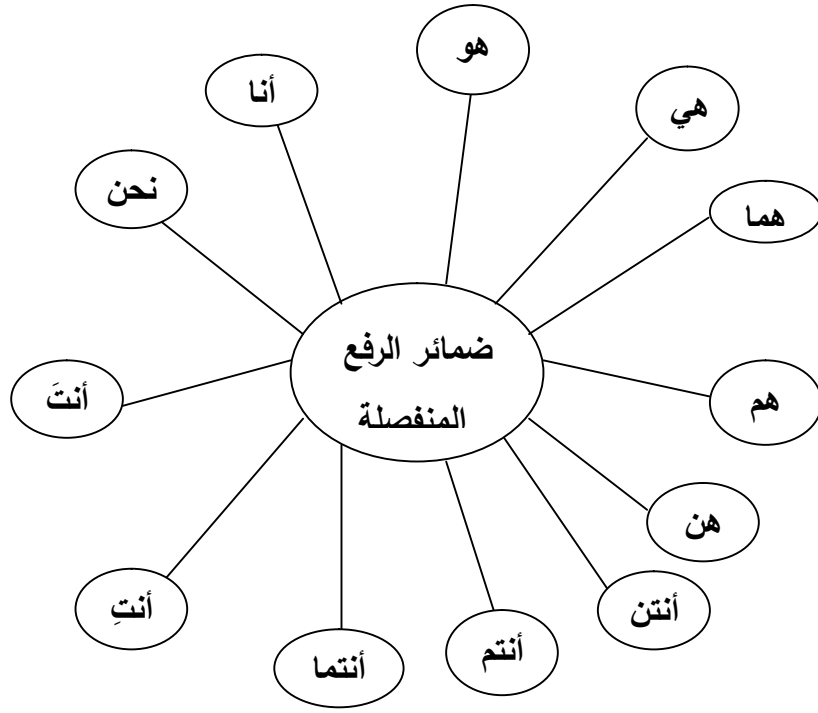 هو
أنا
هي
نحن
هما
ضمائر الرفع
المنفصلة
أنتَ
هم
هن
أنتِ
أنتن
أنتما
أنتم